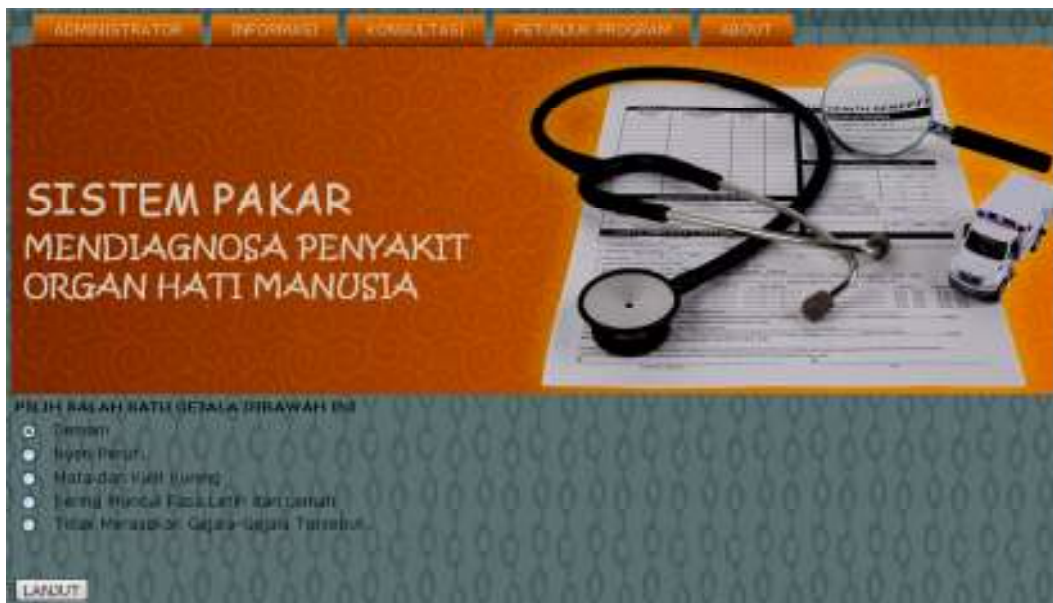 ADMINISTRATOR
INFORMASI
KONSULTASI
PETUNJUK PROGRAM
ABOUT
HEALTH BENEFIT
SISTEM PAKAR
MENDIAGNOSA PENYAKIT
ORGAN HATI MANUSIA
PILIH SALAH SATU GEJALA DIBAWAH INI
Demam
Nyeri Perut
Mata dan Kulit Kuning
Sering Muncul Rasa Letih dan Lemah
Tidak Merasakan Gejala-Gejala Tersebut
LANJUT